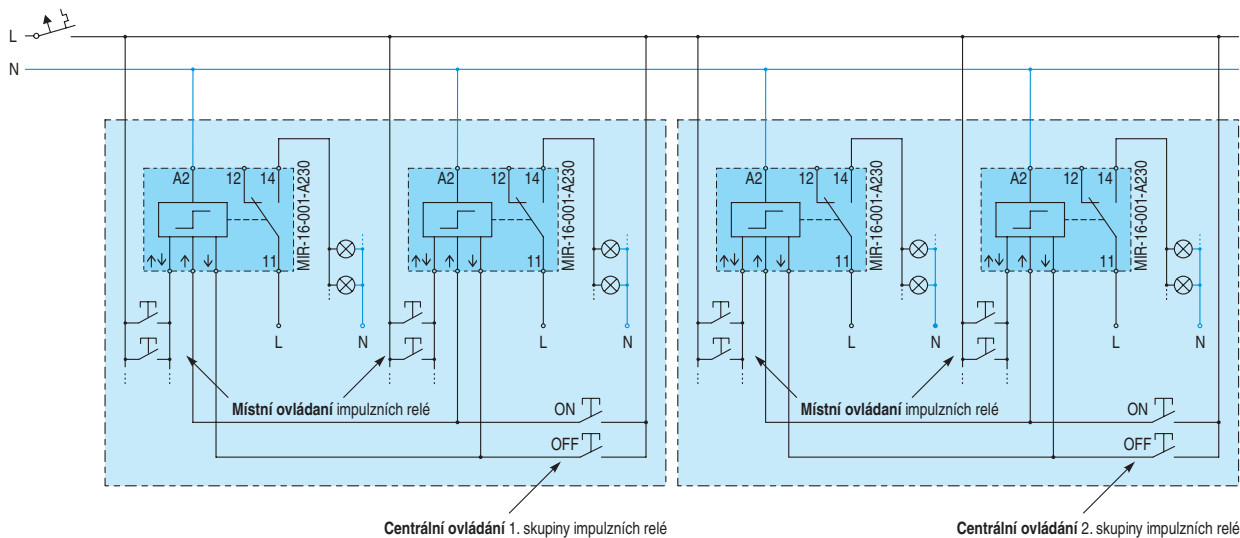 L
N
A2 12 14
MIR-16-001-A230
↑↓ ↑ ↓ 11
L N
A2 12 14
MIR-16-001-A230
↑↓ ↑ ↓ 11
L N
A2 12 14
MIR-16-001-A230
↑↓ ↑ ↓ 11
L N
A2 12 14
MIR-16-001-A230
↑↓ ↑ ↓ 11
L N
Místní ovládaní impulzních relé
ON
OFF
Místní ovládaní impulzních relé
ON
OFF
Centrální ovládání 1. skupiny impulzních relé
Centrální ovládání 2. skupiny impulzních relé